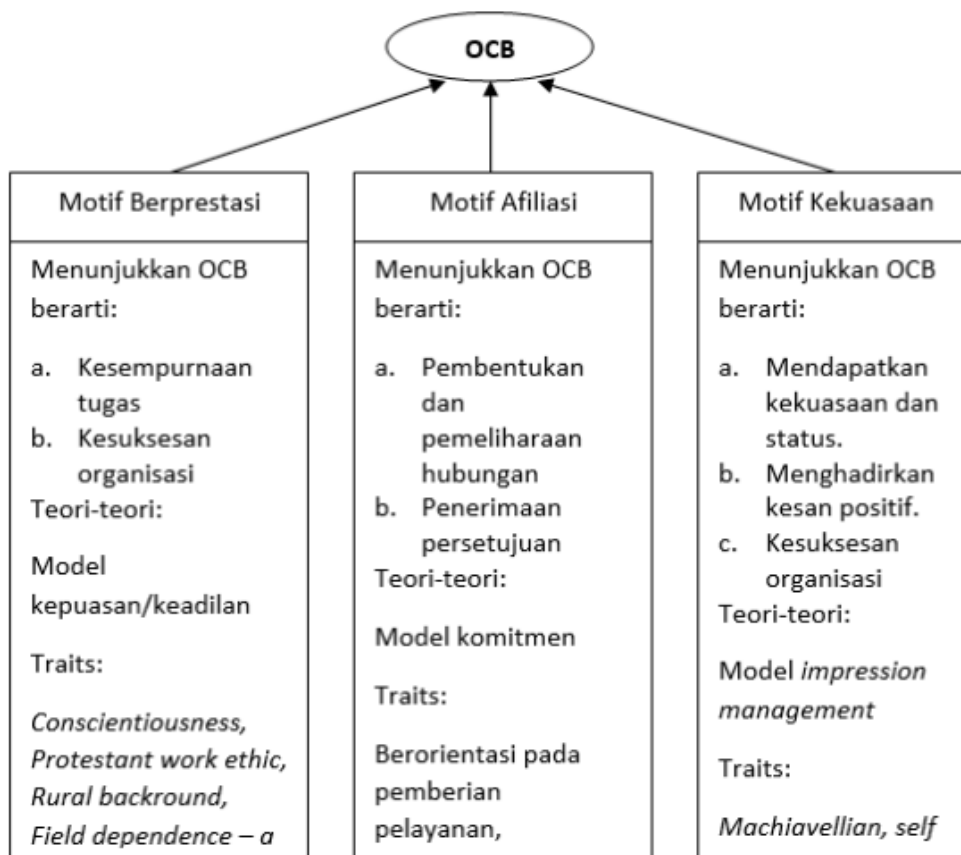 OCB
Motif Berprestasi
Menunjukkan OCB
berarti:
a. Kesempurnaan
tugas
b. Kesuksesan
organisasi
Teori-teori:
Model
kepuasan/keadilan
Traits:
Conscientiousness,
Protestant work ethic,
Rural backround,
Field dependence – a
Motif Afiliasi
Menunjukkan OCB
berarti:
a. Pembentukan
dan
pemeliharaan
hubungan
b. Penerimaan
persetujuan
Teori-teori:
Model komitmen
Traits:
Berorientasi pada
pemberian
pelayanan,
Motif Kekuasaan
Menunjukkan OCB
berarti:
a. Mendapatkan
kekuasaan dan
status.
b. Menghadirkan
kesan positif.
c. Kesuksesan
organisasi
Teori-teori:
Model impression
management
Traits:
Machiavellian, self